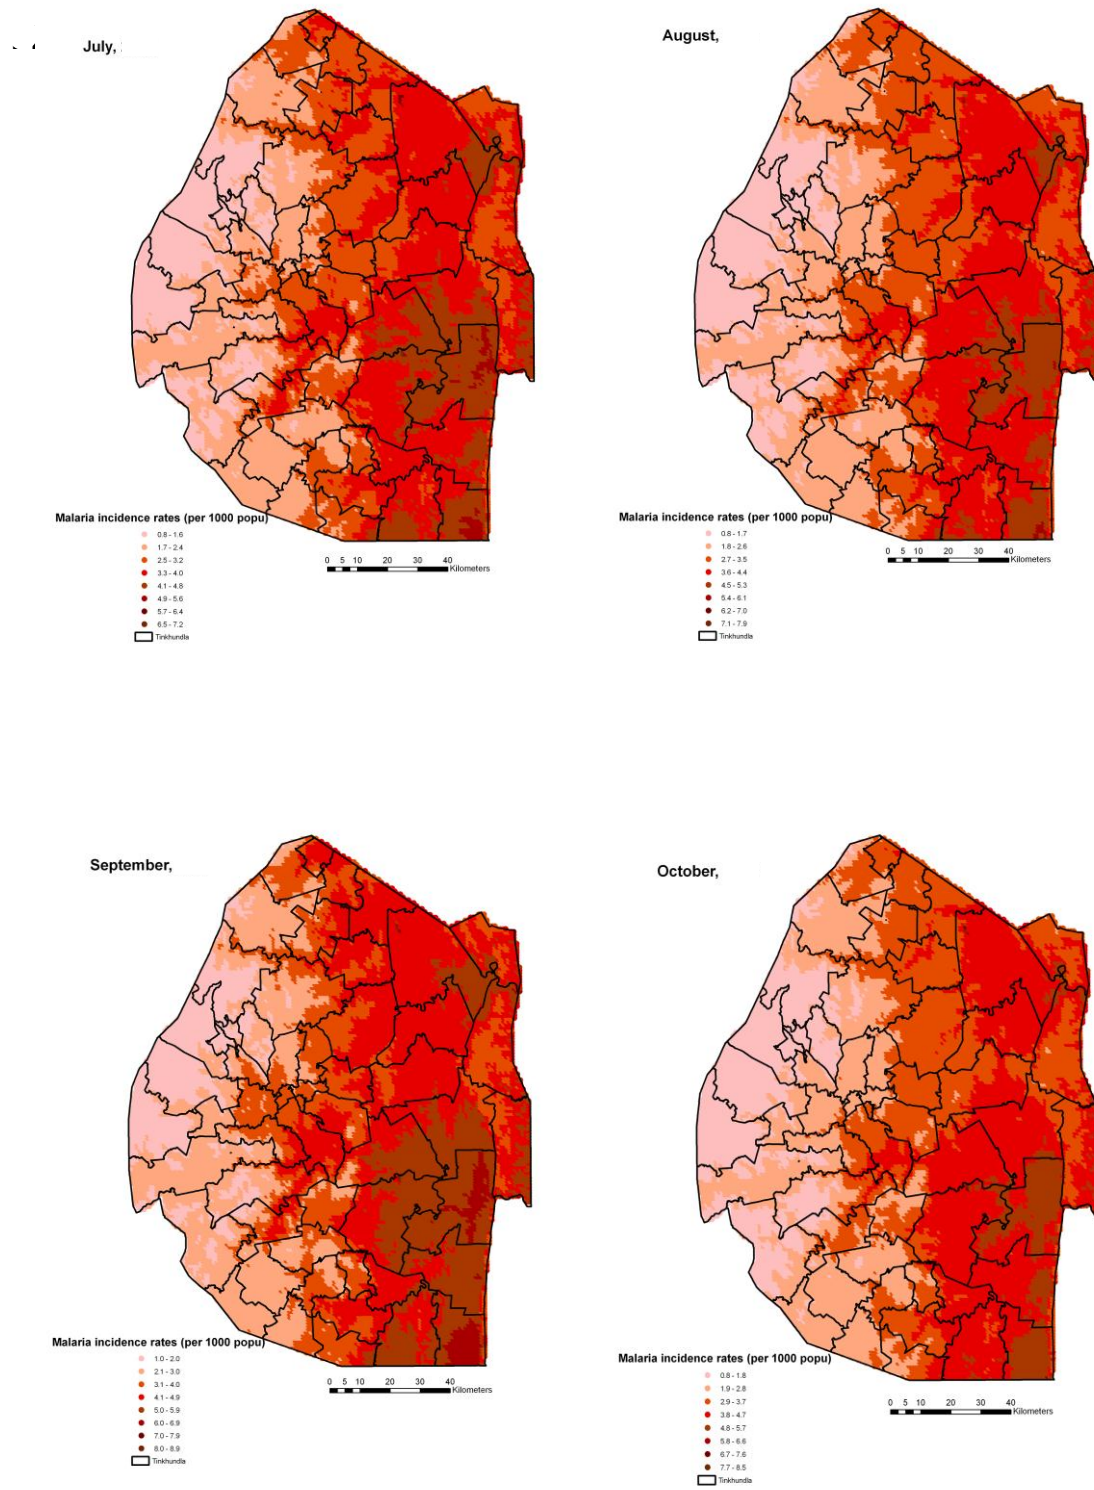 July,
Malaria incidence rates (per 1000 popu)
0.8 - 1.6
1.7 - 2.4
2.5 - 3.2
3.3 - 4.0
4.1 - 4.8
4.9 - 5.6
5.7 - 6.4
6.5 - 7.2
Tinkhundla
0 5 10 20 30 40
Kilometers
August,
Malaria incidence rates (per 1000 popu)
0.8 - 1.7
1.8 - 2.6
2.7 - 3.5
3.6 - 4.4
4.5 - 5.3
5.4 - 6.1
6.2 - 7.0
7.1 - 7.9
Tinkhundla
0 5 10 20 30 40
Kilometers
September,
Malaria incidence rates (per 1000 popu)
1.0 - 2.0
2.1 - 3.0
3.1 - 4.0
4.1 - 4.9
5.0 - 5.9
6.0 - 6.9
7.0 - 7.9
8.0 - 8.9
Tinkhundla
0 5 10 20 30 40
Kilometers
October,
Malaria incidence rates (per 1000 popu)
0.8 - 1.8
1.9 - 2.8
2.9 - 3.7
3.8 - 4.7
4.8 - 5.7
5.8 - 6.6
6.7 - 7.6
7.7 - 8.5
Tinkhundla
0 5 10 20 30 40
Kilometers